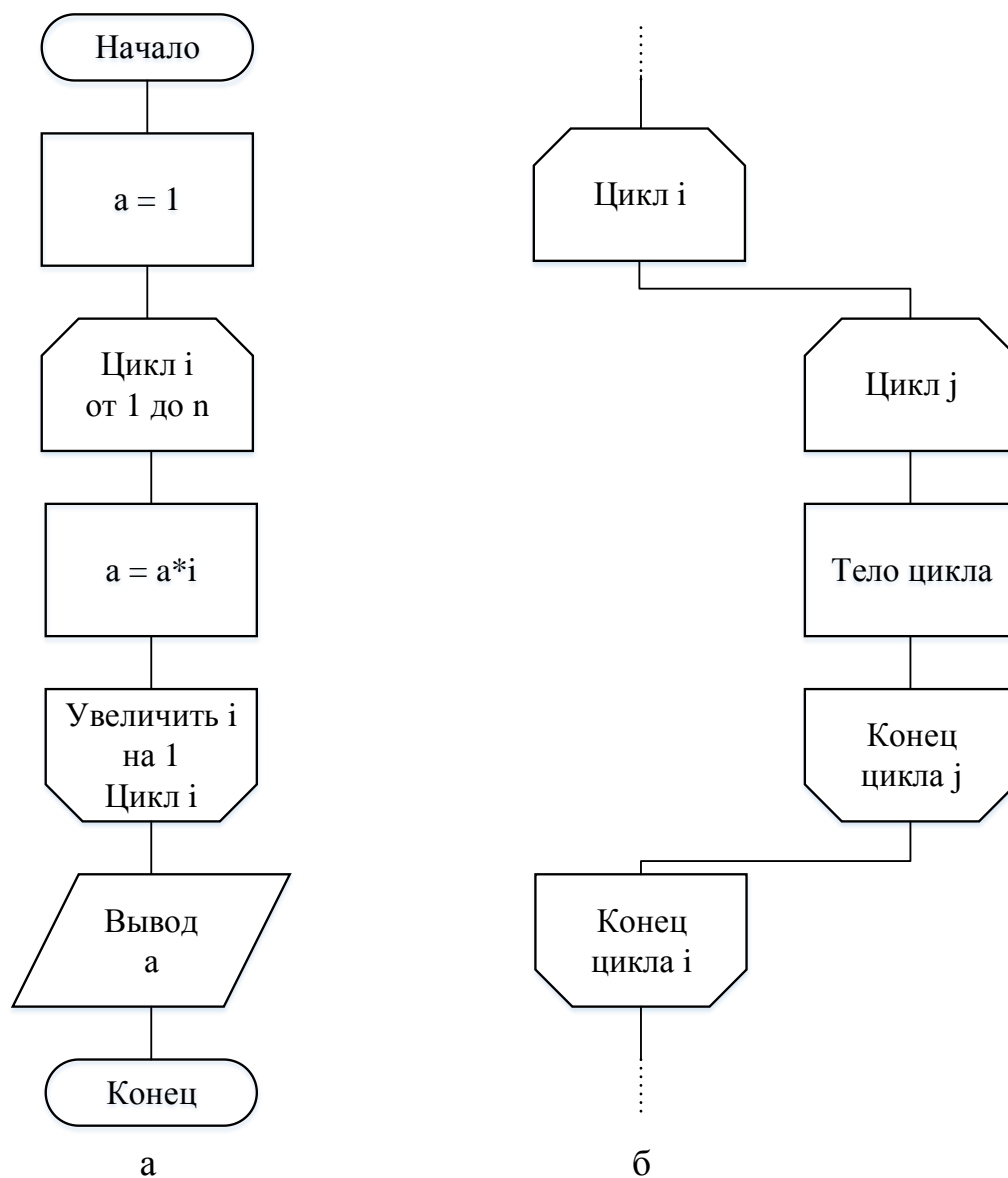 Начало
a = 1
Цикл i
от 1 до n
a = a*i
Увеличить i
на 1
Цикл i
Вывод
a
Конец
а
Цикл i
Цикл j
Тело цикла
Конец
цикла j
Конец
цикла i
б